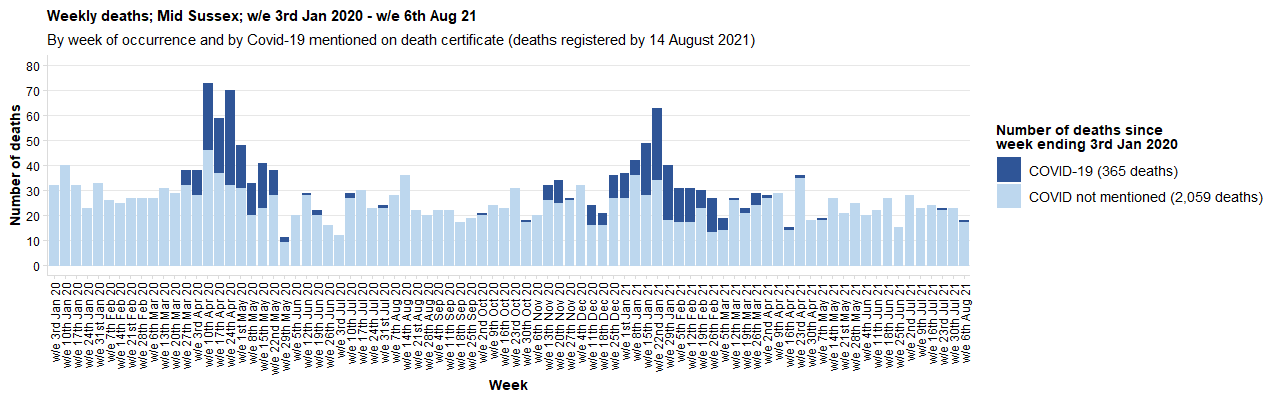 Weekly deaths; Mid Sussex; w/e 3rd Jan 2020 - w/e 6th Aug 21
By week of occurrence and by Covid-19 mentioned on death certificate (deaths registered by 14 August 2021)
Number of deaths
80
70
60
50
40
30
20
10
0
w/e 3rd Jan 20
w/e 10th Jan 20
w/e 17th Jan 20
w/e 24th Jan 20
w/e 31st Jan 20
w/e 7th Feb 20
w/e 14th Feb 20
w/e 21st Feb 20
w/e 28th Feb 20
w/e 6th Mar 20
w/e 13th Mar 20
w/e 20th Mar 20
w/e 27th Mar 20
w/e 3rd Apr 20
w/e 10th Apr 20
w/e 17th Apr 20
w/e 24th Apr 20
w/e 1st May 20
w/e 8th May 20
w/e 15th May 20
w/e 22nd May 20
w/e 29th May 20
w/e 5th Jun 20
w/e 12th Jun 20
w/e 19th Jun 20
w/e 26th Jun 20
w/e 3rd Jul 20
w/e 10th Jul 20
w/e 17th Jul 20
w/e 24th Jul 20
w/e 31st Jul 20
w/e 7th Aug 20
w/e 14th Aug 20
w/e 21st Aug 20
w/e 28th Aug 20
w/e 4th Sep 20
w/e 11th Sep 20
w/e 18th Sep 20
w/e 25th Sep 20
w/e 2nd Oct 20
w/e 9th Oct 20
w/e 16th Oct 20
w/e 23rd Oct 20
w/e 30th Oct 20
w/e 6th Nov 20
w/e 13th Nov 20
w/e 20th Nov 20
w/e 27th Nov 20
w/e 4th Dec 20
w/e 11th Dec 20
w/e 18th Dec 20
w/e 25th Dec 20
w/e 1st Jan 21
w/e 8th Jan 21
w/e 15th Jan 21
w/e 22nd Jan 21
w/e 29th Jan 21
w/e 5th Feb 21
w/e 12th Feb 21
w/e 19th Feb 21
w/e 26th Feb 21
w/e 5th Mar 21
w/e 12th Mar 21
w/e 19th Mar 21
w/e 26th Mar 21
w/e 2nd Apr 21
w/e 9th Apr 21
w/e 16th Apr 21
w/e 23rd Apr 21
w/e 30th Apr 21
w/e 7th May 21
w/e 14th May 21
w/e 21st May 21
w/e 28th May 21
w/e 4th Jun 21
w/e 11th Jun 21
w/e 18th Jun 21
w/e 25th Jun 21
w/e 2nd Jul 21
w/e 9th Jul 21
w/e 16th Jul 21
w/e 23rd Jul 21
w/e 30th Jul 21
w/e 6th Aug 21
Week
Number of deaths since
week ending 3rd Jan 2020
COVID-19 (365 deaths)
COVID not mentioned (2,059 deaths)